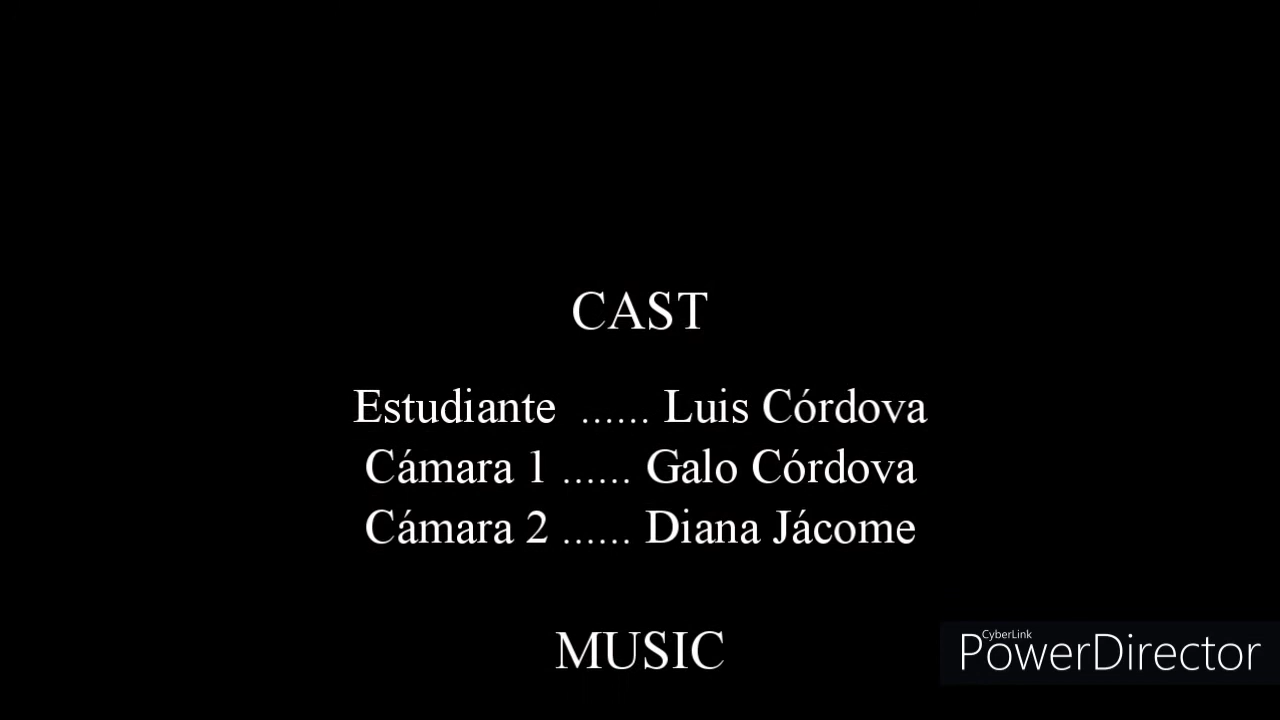 CAST
Estudiante ...... Luis Córdova
Cámara 1 ...... Galo Córdova
Cámara 2 ...... Diana Jácome
MUSIC
CyberLink
PowerDirector